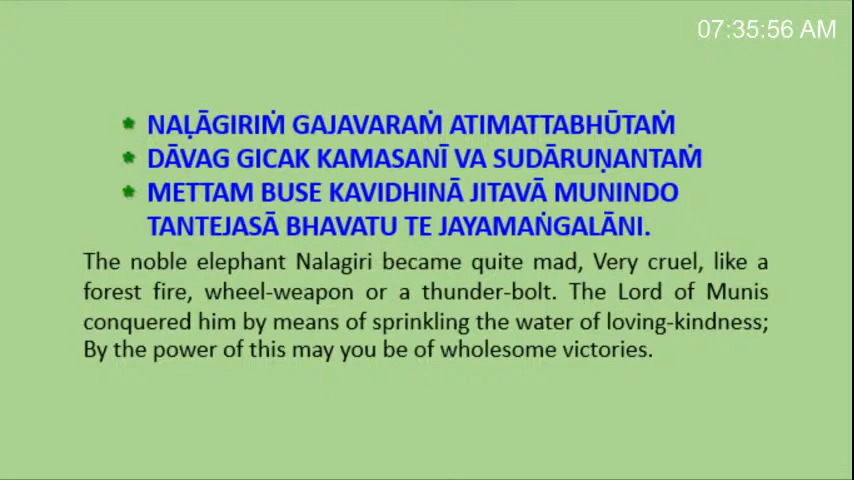 07:35:56 AM
NAḶĀGIRIṀ GAJAVARAṀ ATIMATTABHŪTAṀ
DĀVAG GICAK KAMASANĪ VA SUDĀRUṆANTAṀ
METTAM BUSE KAVIDHINĀ JITAVĀ MUNINDO
TANTEJASĀ BHAVATU TE JAYAMAṄGALĀNI.
The noble elephant Nalagiri became quite mad, Very cruel, like a
forest fire, wheel-weapon or a thunder-bolt. The Lord of Munis
conquered him by means of sprinkling the water of loving-kindness;
By the power of this may you be of wholesome victories.